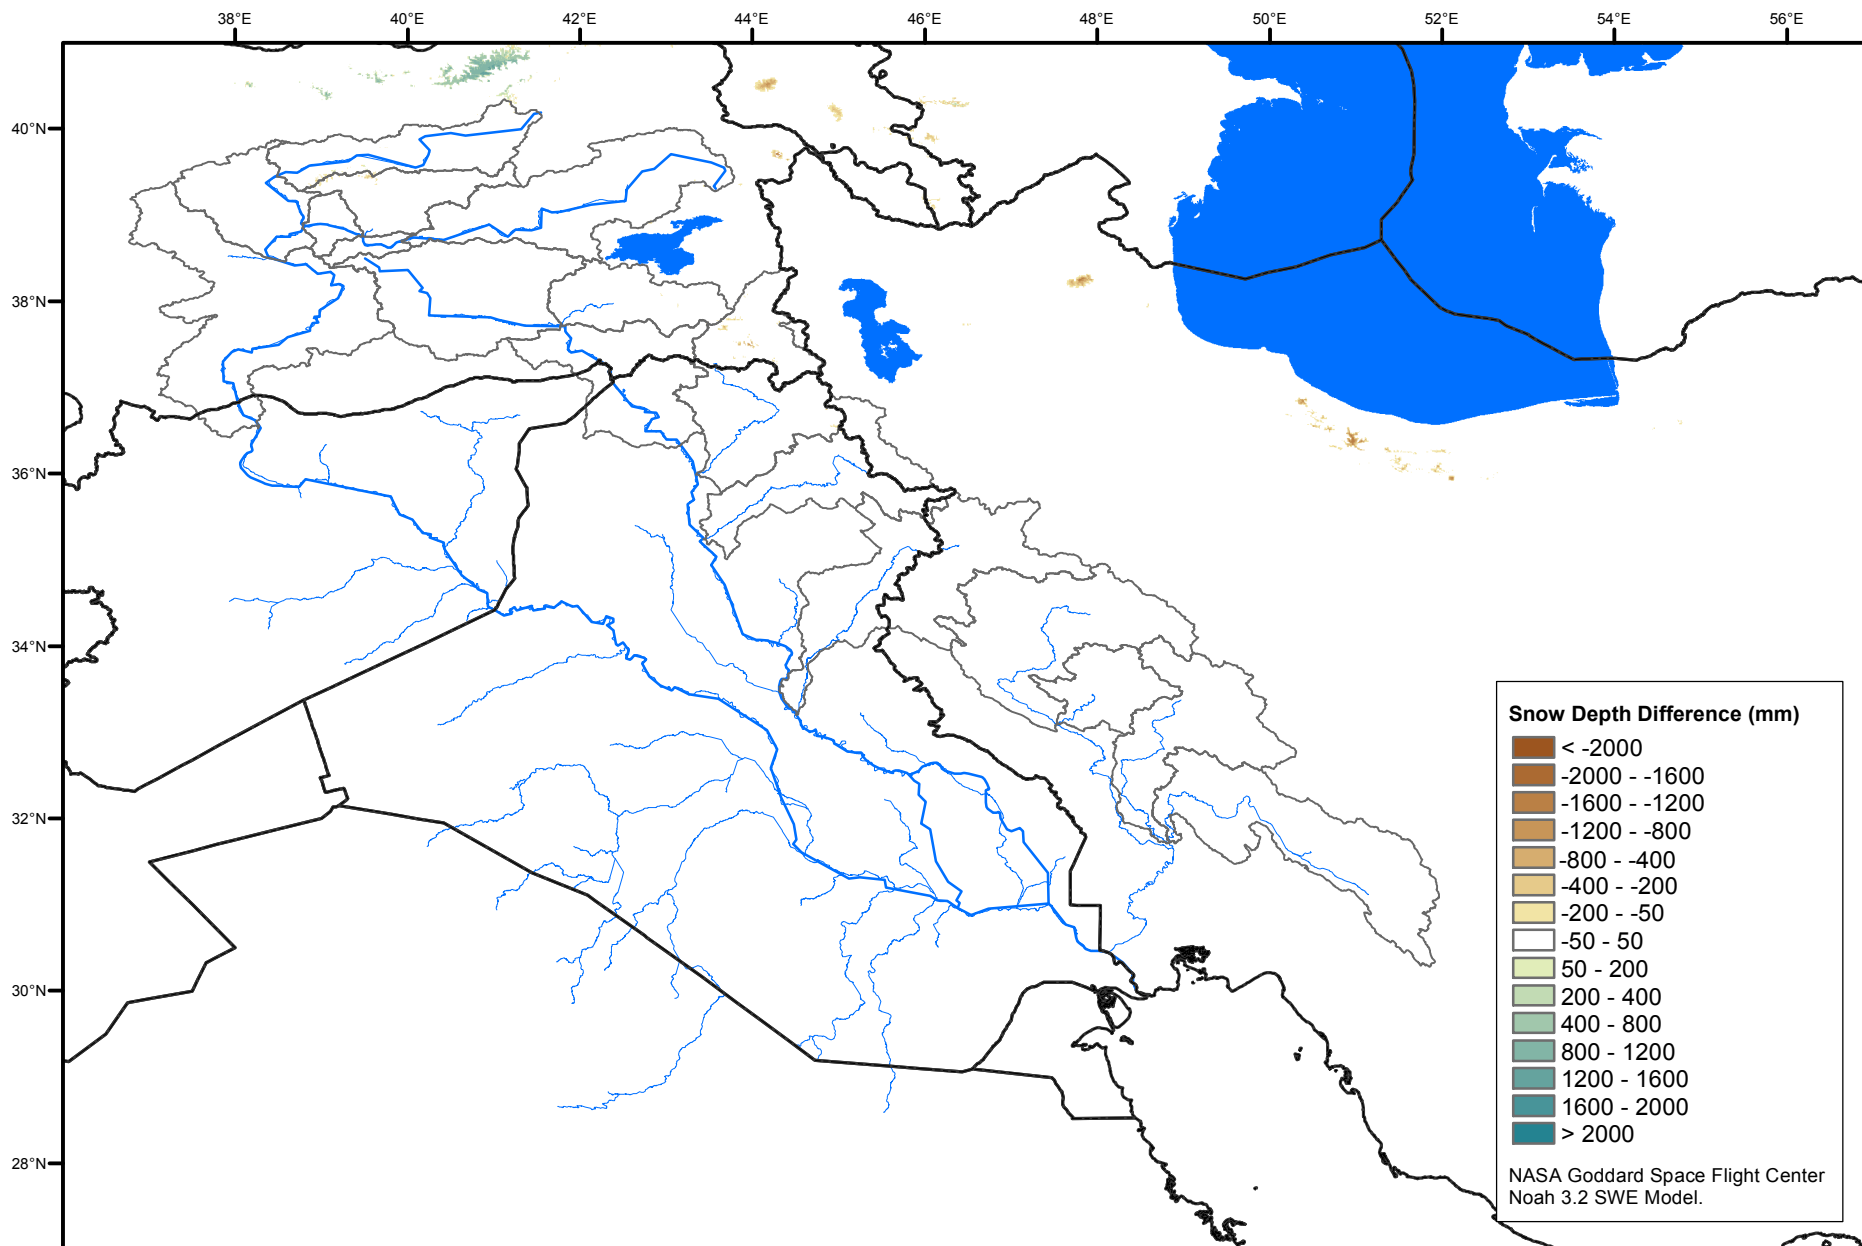 38°E 40°E 42°E 44°E 46°E 48°E 50°E 52°E 54°E 56°E
40°N
38°N
36°N
34°N
32°N
30°N
28°N
Snow Depth Difference (mm)
< -2000
-2000 - -1600
-1600 - -1200
-1200 - -800
-800 - -400
-400 - -200
-200 - -50
-50 - 50
50 - 200
200 - 400
400 - 800
800 - 1200
1200 - 1600
1600 - 2000
> 2000
NASA Goddard Space Flight Center
Noah 3.2 SWE Model.